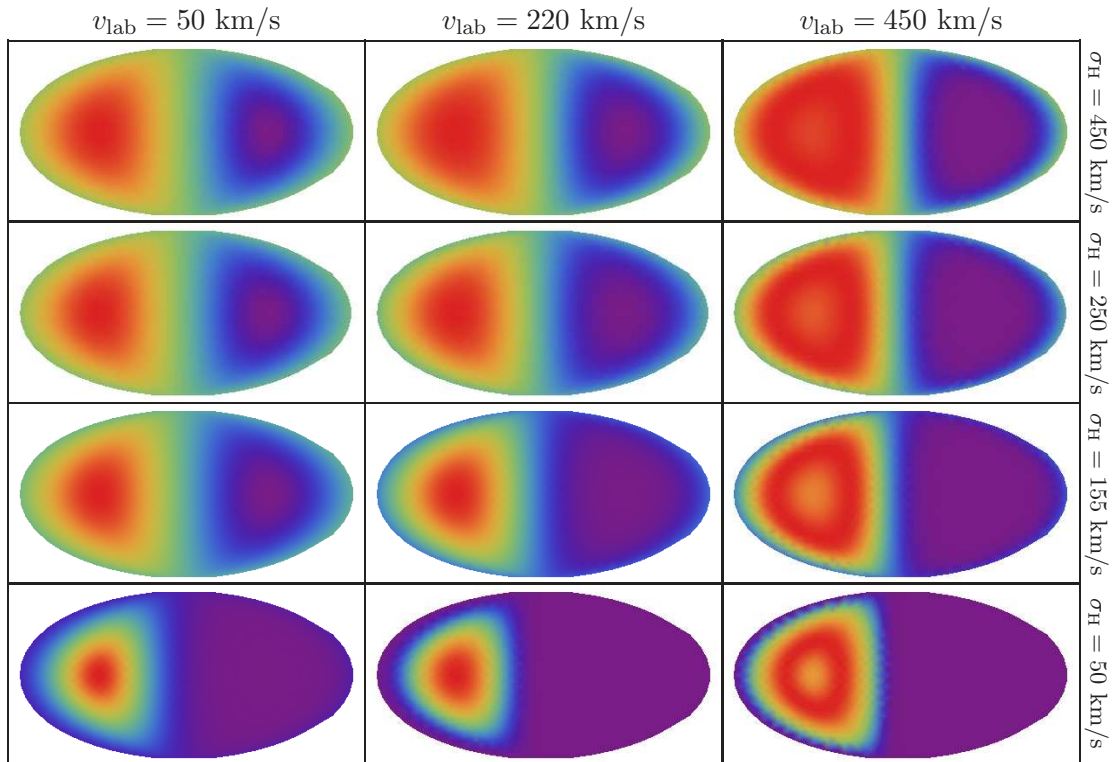 v_lab = 50 km/s
v_lab = 220 km/s
v_lab = 450 km/s
σ_H = 450 km/s
σ_H = 250 km/s
σ_H = 155 km/s
σ_H = 50 km/s